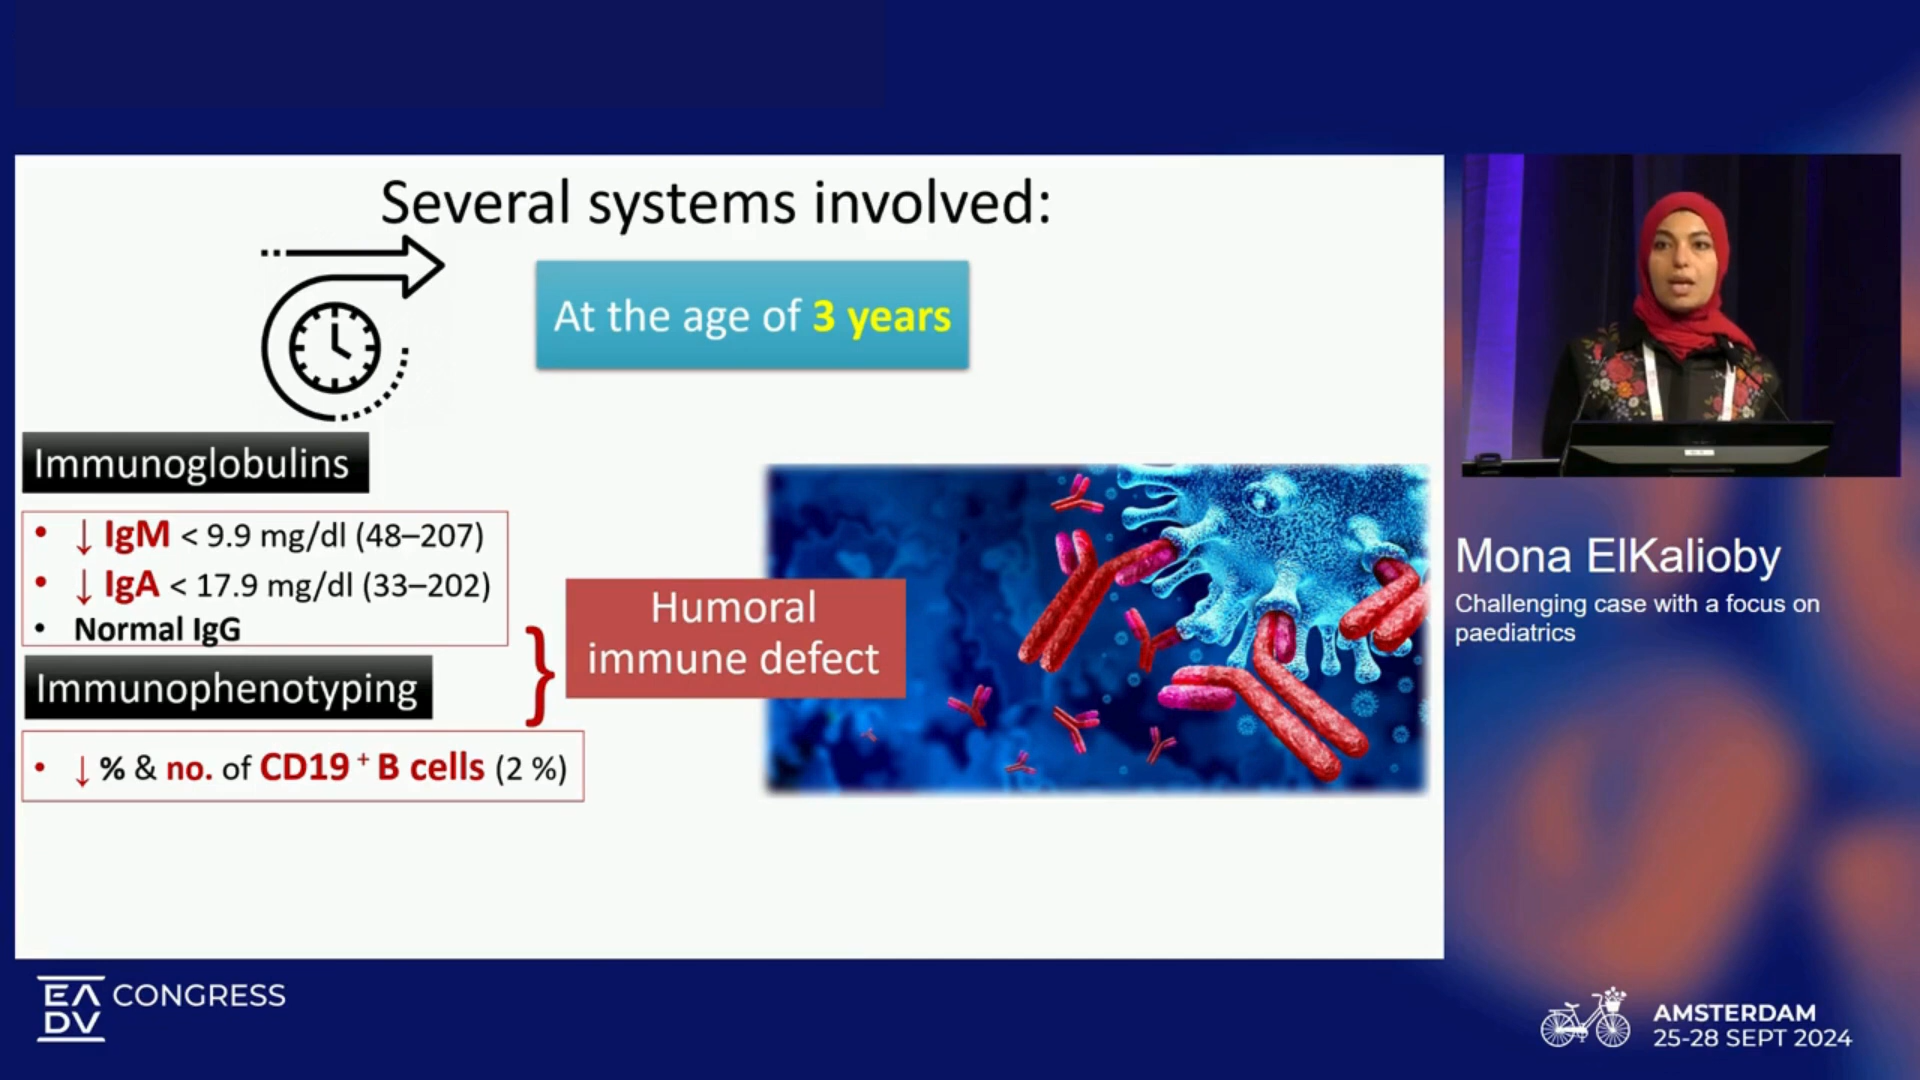 Several systems involved:
At the age of 3 years
Immunoglobulins
• ↓ IgM < 9.9 mg/dl (48–207)
• ↓ IgA < 17.9 mg/dl (33–202)
• Normal IgG
Humoral
immune defect
Immunophenotyping
• ↓ % & no. of CD19 + B cells (2 %)
Mona ElKalioby
Challenging case with a focus on
paediatrics
EADV CONGRESS
AMSTERDAM
25-28 SEPT 2024